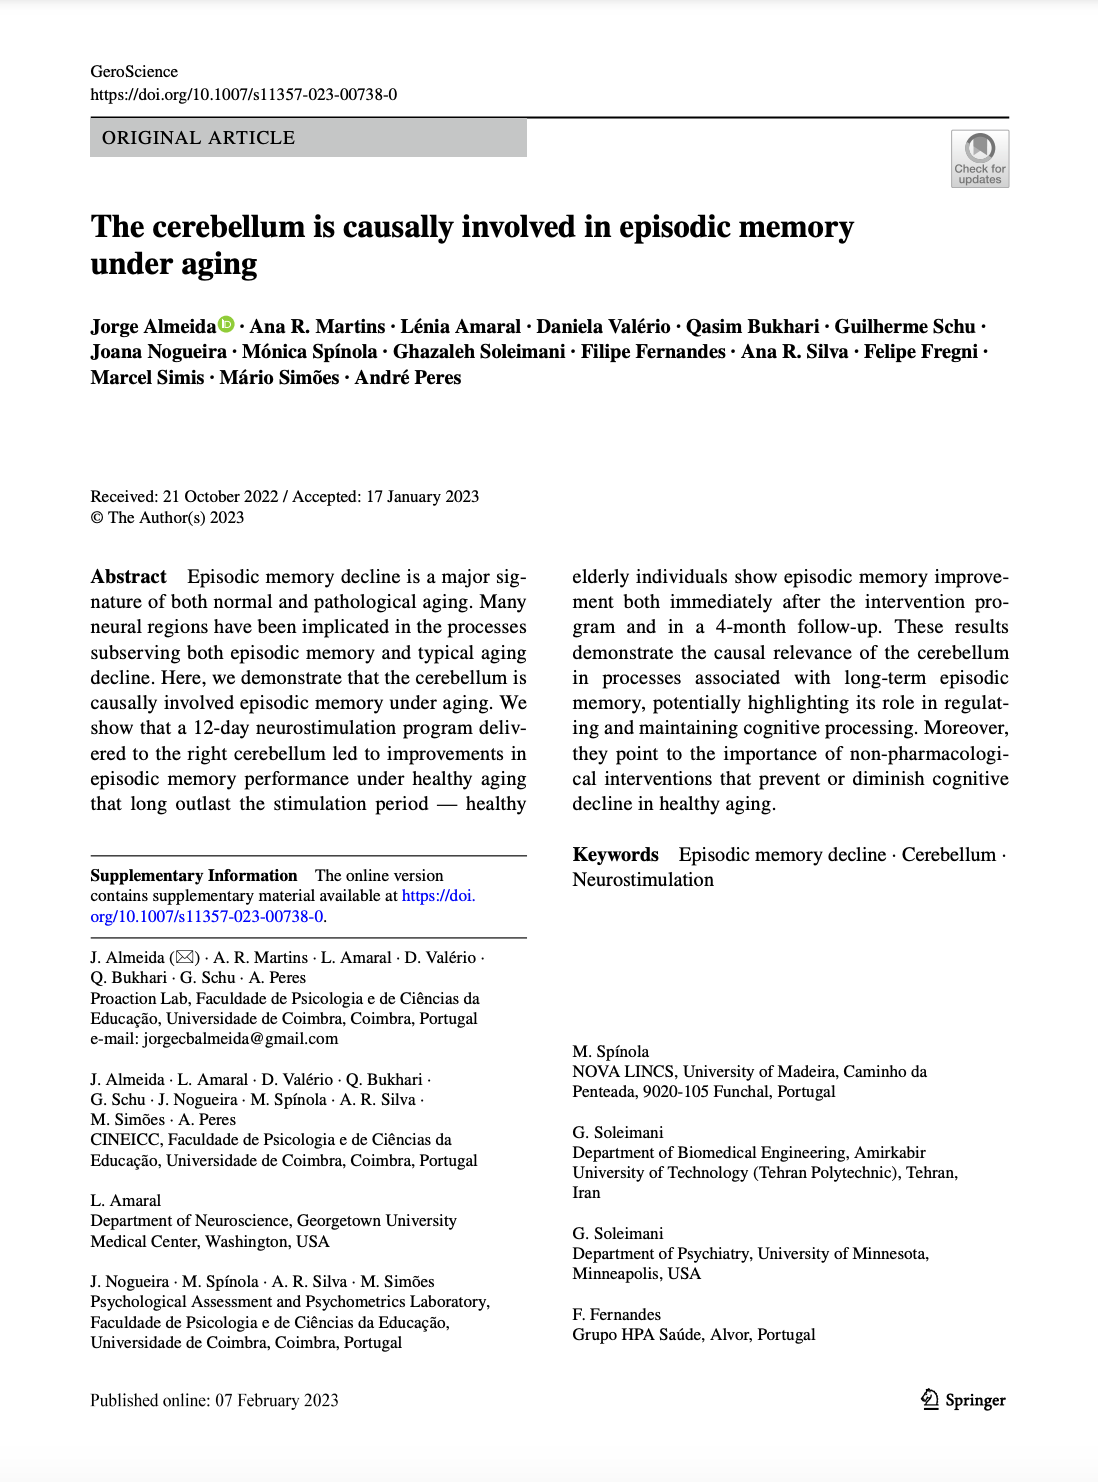 GeroScience
https://doi.org/10.1007/s11357-023-00738-0
ORIGINAL ARTICLE
Check for
updates
The cerebellum is causally involved in episodic memory
under aging
Jorge Almeida iD · Ana R. Martins · Lénia Amaral · Daniela Valério · Qasim Bukhari · Guilherme Schu ·
Joana Nogueira · Mónica Spínola · Ghazaleh Soleimani · Filipe Fernandes · Ana R. Silva · Felipe Fregni ·
Marcel Simis · Mário Simões · André Peres
Received: 21 October 2022 / Accepted: 17 January 2023
© The Author(s) 2023
Abstract Episodic memory decline is a major sig-
nature of both normal and pathological aging. Many
neural regions have been implicated in the processes
subserving both episodic memory and typical aging
decline. Here, we demonstrate that the cerebellum is
causally involved episodic memory under aging. We
show that a 12-day neurostimulation program deliv-
ered to the right cerebellum led to improvements in
episodic memory performance under healthy aging
that long outlast the stimulation period — healthy
elderly individuals show episodic memory improve-
ment both immediately after the intervention pro-
gram and in a 4-month follow-up. These results
demonstrate the causal relevance of the cerebellum
in processes associated with long-term episodic
memory, potentially highlighting its role in regulat-
ing and maintaining cognitive processing. Moreover,
they point to the importance of non-pharmacologi-
cal interventions that prevent or diminish cognitive
decline in healthy aging.
Keywords Episodic memory decline · Cerebellum ·
Neurostimulation
Supplementary Information The online version
contains supplementary material available at https://doi.
org/10.1007/s11357-023-00738-0.
J. Almeida (✉) · A. R. Martins · L. Amaral · D. Valério ·
Q. Bukhari · G. Schu · A. Peres
Proaction Lab, Faculdade de Psicologia e de Ciências da
Educação, Universidade de Coimbra, Coimbra, Portugal
e-mail: jorgecbalmeida@gmail.com
J. Almeida · L. Amaral · D. Valério · Q. Bukhari ·
G. Schu · J. Nogueira · M. Spínola · A. R. Silva ·
M. Simões · A. Peres
CINEICC, Faculdade de Psicologia e de Ciências da
Educação, Universidade de Coimbra, Coimbra, Portugal
L. Amaral
Department of Neuroscience, Georgetown University
Medical Center, Washington, USA
J. Nogueira · M. Spínola · A. R. Silva · M. Simões
Psychological Assessment and Psychometrics Laboratory,
Faculdade de Psicologia e de Ciências da Educação,
Universidade de Coimbra, Coimbra, Portugal
M. Spínola
NOVA LINCS, University of Madeira, Caminho da
Penteada, 9020-105 Funchal, Portugal
G. Soleimani
Department of Biomedical Engineering, Amirkabir
University of Technology (Tehran Polytechnic), Tehran,
Iran
G. Soleimani
Department of Psychiatry, University of Minnesota,
Minneapolis, USA
F. Fernandes
Grupo HPA Saúde, Alvor, Portugal
Published online: 07 February 2023
Springer